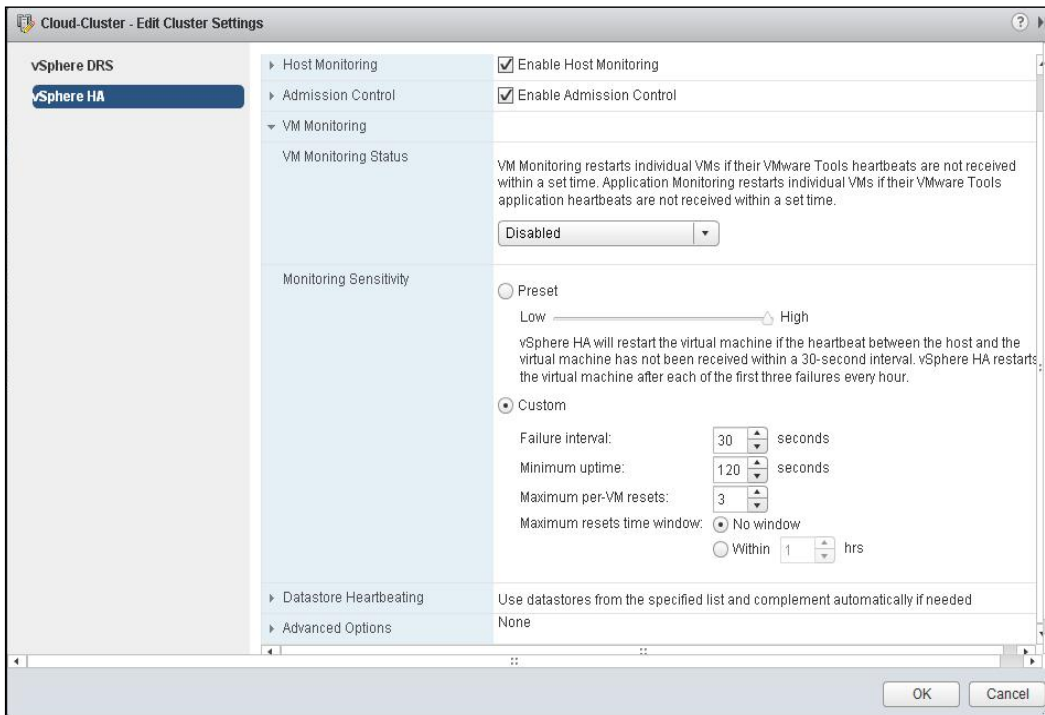 Cloud-Cluster - Edit Cluster Settings
?
vSphere DRS
vSphere HA
Host Monitoring
Enable Host Monitoring
Admission Control
Enable Admission Control
VM Monitoring
VM Monitoring Status
VM Monitoring restarts individual VMs if their VMware Tools heartbeats are not received
within a set time. Application Monitoring restarts individual VMs if their VMware Tools
application heartbeats are not received within a set time.
Disabled
Monitoring Sensitivity
Preset
Low High
vSphere HA will restart the virtual machine if the heartbeat between the host and the
virtual machine has not been received within a 30-second interval. vSphere HA restarts
the virtual machine after each of the first three failures every hour.
Custom
Failure interval: 30 seconds
Minimum uptime: 120 seconds
Maximum per-VM resets: 3
Maximum resets time window: No window
Within 1 hrs
Datastore Heartbeating
Use datastores from the specified list and complement automatically if needed
Advanced Options
None
OK Cancel